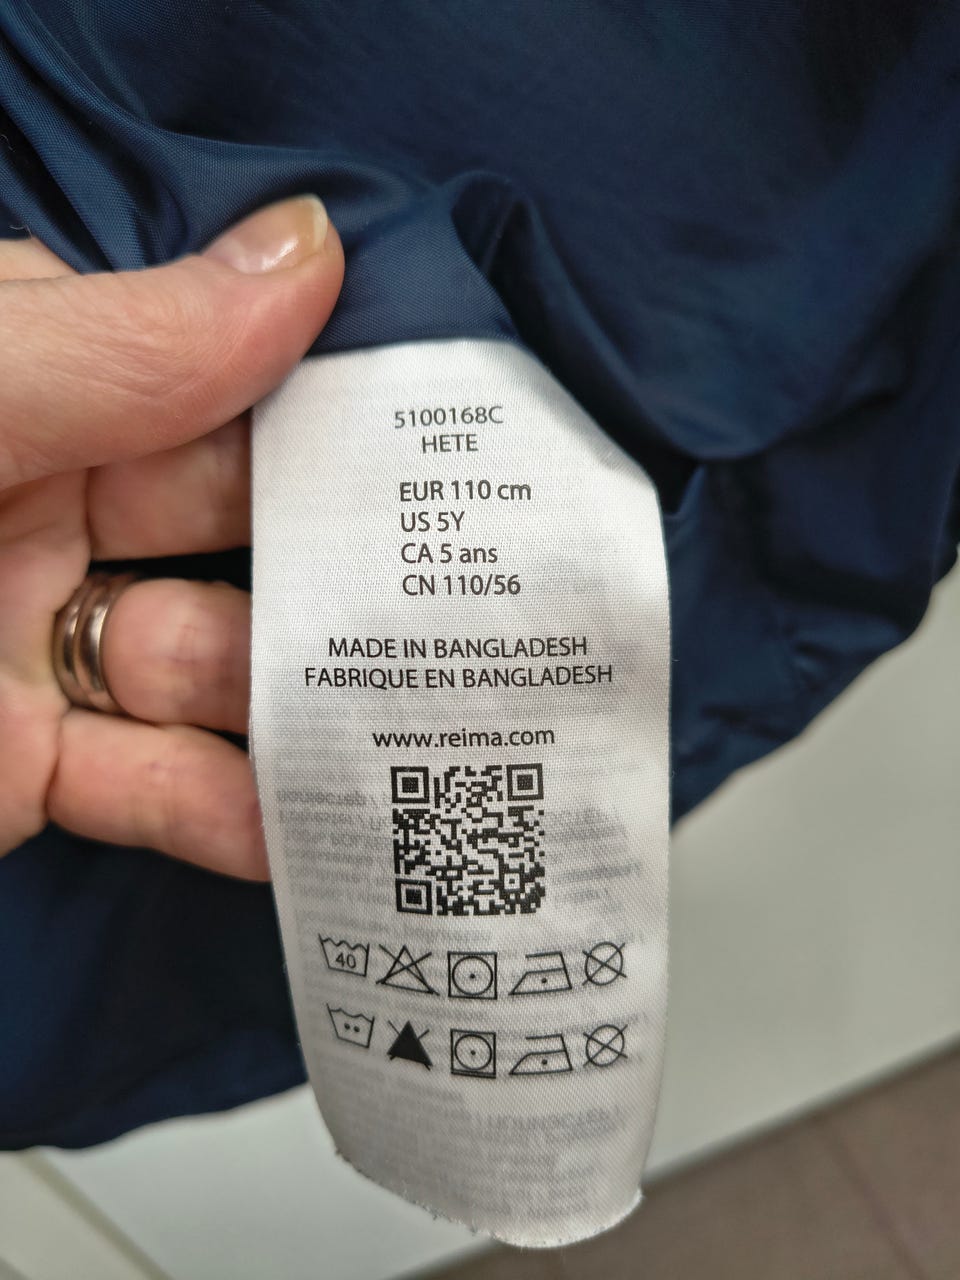 5100168C
HETE
EUR 110 cm
US 5Y
CA 5 ans
CN 110/56
MADE IN BANGLADESH
FABRIQUE EN BANGLADESH
www.reima.com
40